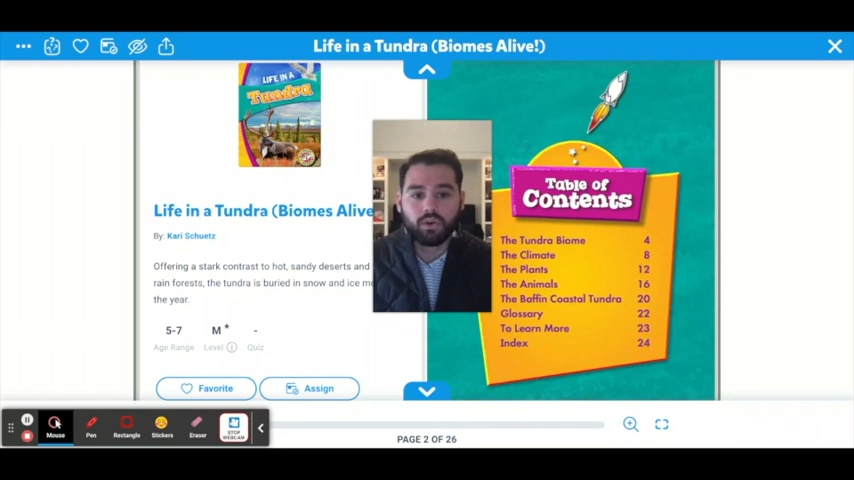 Life in a Tundra (Biomes Alive!)
LIFE IN A
Tundra
Life in a Tundra (Biomes Alive
By: Kari Schuetz
Offering a stark contrast to hot, sandy deserts and
rain forests, the tundra is buried in snow and ice
the year.
5-7
M *
-
Age Range
Level
Quiz
Favorite
Assign
Table of
Contents
The Tundra Biome 4
The Climate 8
The Plants 12
The Animals 16
The Baffin Coastal Tundra 20
Glossary 22
To Learn More 23
Index 24
Mouse
Pen
Rectangle
Stickers
Eraser
STOP
WEBCAM
PAGE 2 OF 26